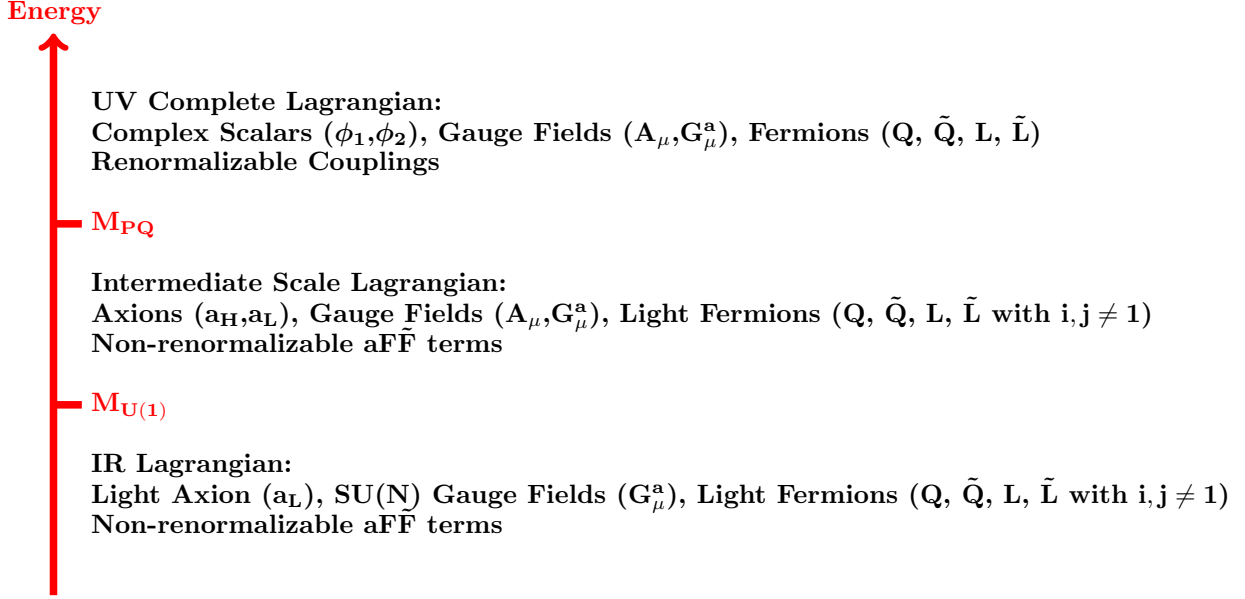 Energy
UV Complete Lagrangian:
Complex Scalars (ϕ₁,ϕ₂), Gauge Fields (A_μ,G^a_μ), Fermions (Q, Q̃, L, L̃)
Renormalizable Couplings
M_PQ
Intermediate Scale Lagrangian:
Axions (a_H,a_L), Gauge Fields (A_μ,G^a_μ), Light Fermions (Q, Q̃, L, L̃ with i, j ≠ 1)
Non-renormalizable aFF̃ terms
M_U(1)
IR Lagrangian:
Light Axion (a_L), SU(N) Gauge Fields (G^a_μ), Light Fermions (Q, Q̃, L, L̃ with i, j ≠ 1)
Non-renormalizable aFF̃ terms